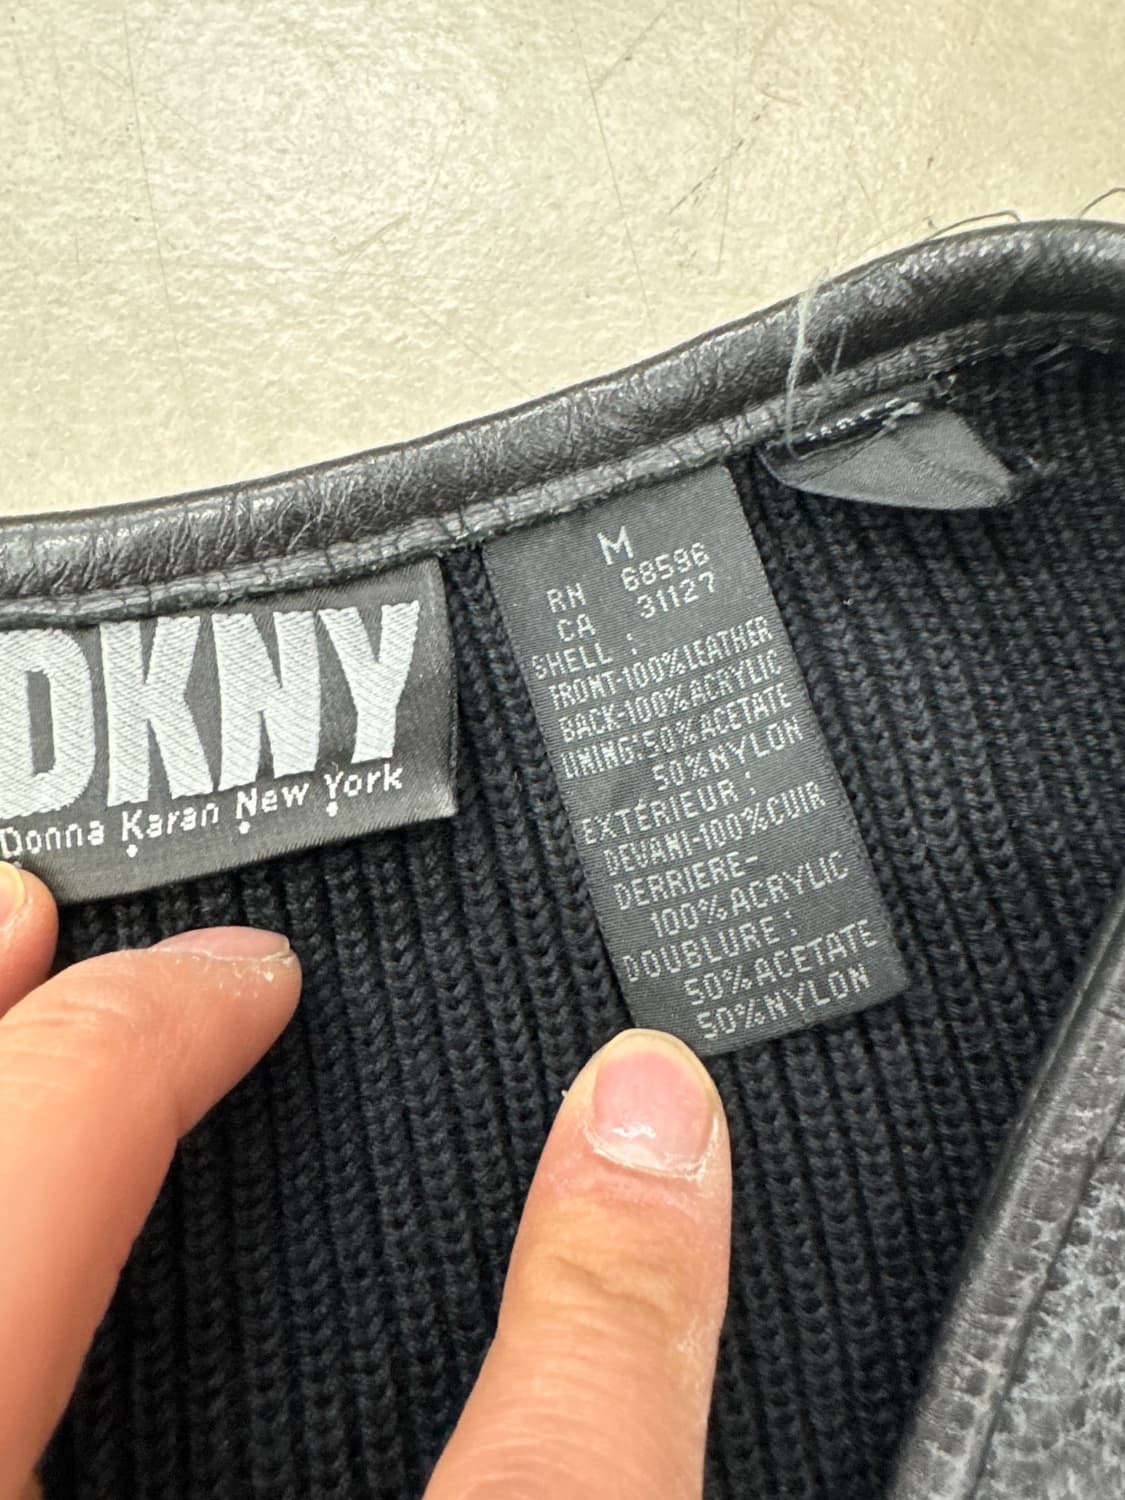 DKNY
Donna Karan New York
M
RN 68596
CA 31127
SHELL :
FRONT-100%LEATHER
BACK-100%ACRYLIC
LINING:50%ACETATE
50%NYLON
EXTÉRIEUR :
DEVANT-100%CUIR
DERRIERE-
100%ACRYLIC
DOUBLURE :
50%ACETATE
50%NYLON